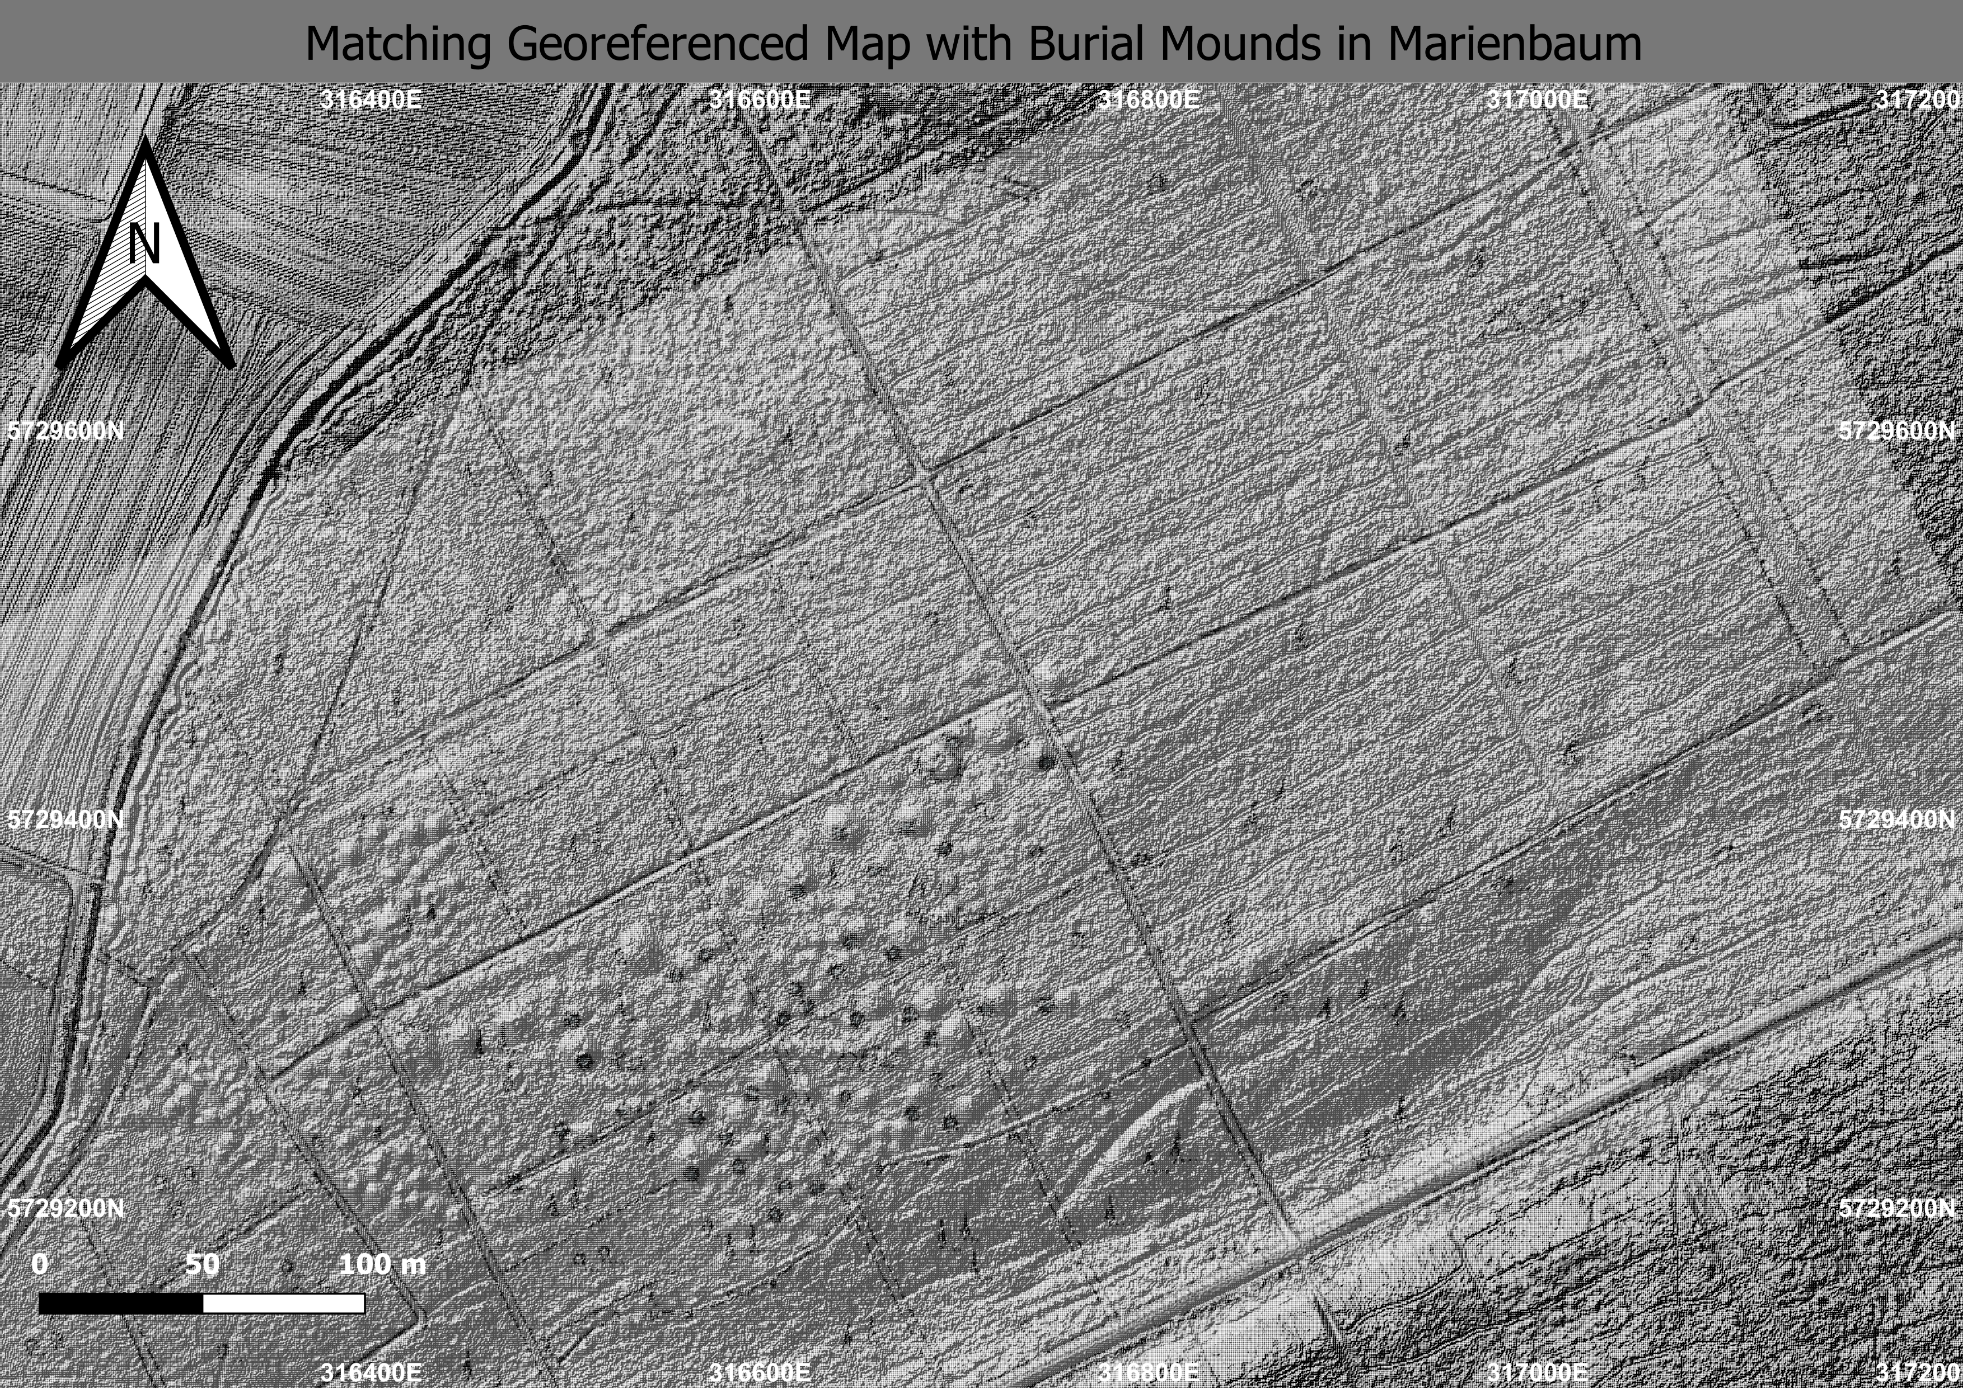 Matching Georeferenced Map with Burial Mounds in Marienbaum
316400E 316600E 316800E 317000E 317200
N
5729600N 5729600N
5729400N 5729400N
5729200N 5729200N
0 50 100 m
316400E 316600E 316800E 317000E 317200